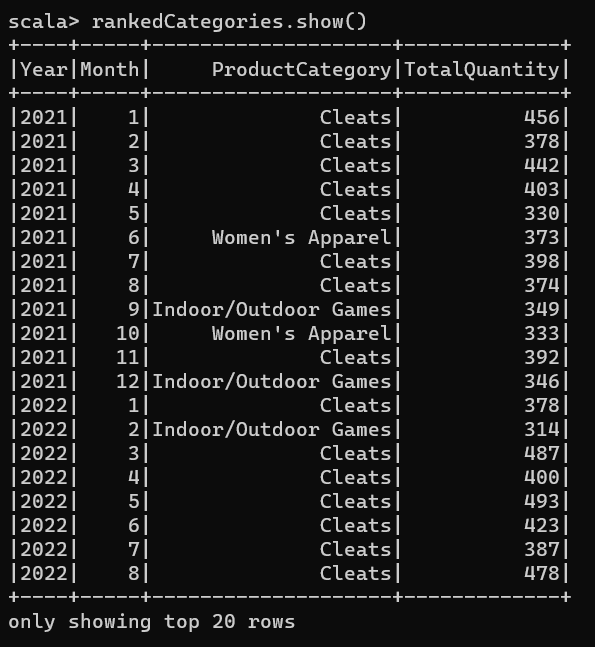 scala> rankedCategories.show()
+----+-----+--------------------+-------------+
|Year|Month|     ProductCategory|TotalQuantity|
+----+-----+--------------------+-------------+
|2021|    1|              Cleats|          456|
|2021|    2|              Cleats|          378|
|2021|    3|              Cleats|          442|
|2021|    4|              Cleats|          403|
|2021|    5|              Cleats|          330|
|2021|    6|     Women's Apparel|          373|
|2021|    7|              Cleats|          398|
|2021|    8|              Cleats|          374|
|2021|    9|Indoor/Outdoor Games|          349|
|2021|   10|     Women's Apparel|          333|
|2021|   11|              Cleats|          392|
|2021|   12|Indoor/Outdoor Games|          346|
|2022|    1|              Cleats|          378|
|2022|    2|Indoor/Outdoor Games|          314|
|2022|    3|              Cleats|          487|
|2022|    4|              Cleats|          400|
|2022|    5|              Cleats|          493|
|2022|    6|              Cleats|          423|
|2022|    7|              Cleats|          387|
|2022|    8|              Cleats|          478|
+----+-----+--------------------+-------------+
only showing top 20 rows